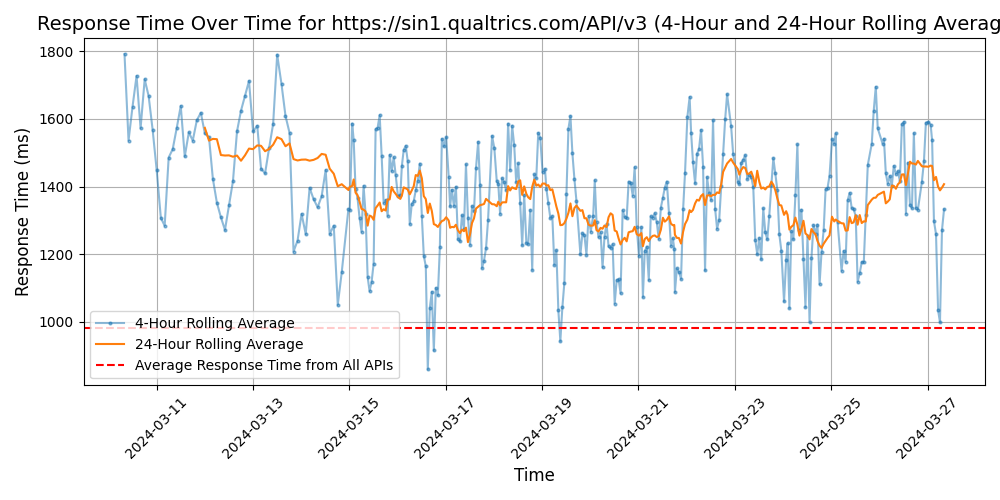 Response Time Over Time for https://sin1.qualtrics.com/API/v3 (4-Hour and 24-Hour Rolling Averag
Response Time (ms)
1800
1600
1400
1200
1000
4-Hour Rolling Average
24-Hour Rolling Average
Average Response Time from All APIs
2024-03-11
2024-03-13
2024-03-15
2024-03-17
2024-03-19
2024-03-21
2024-03-23
2024-03-25
2024-03-27
Time